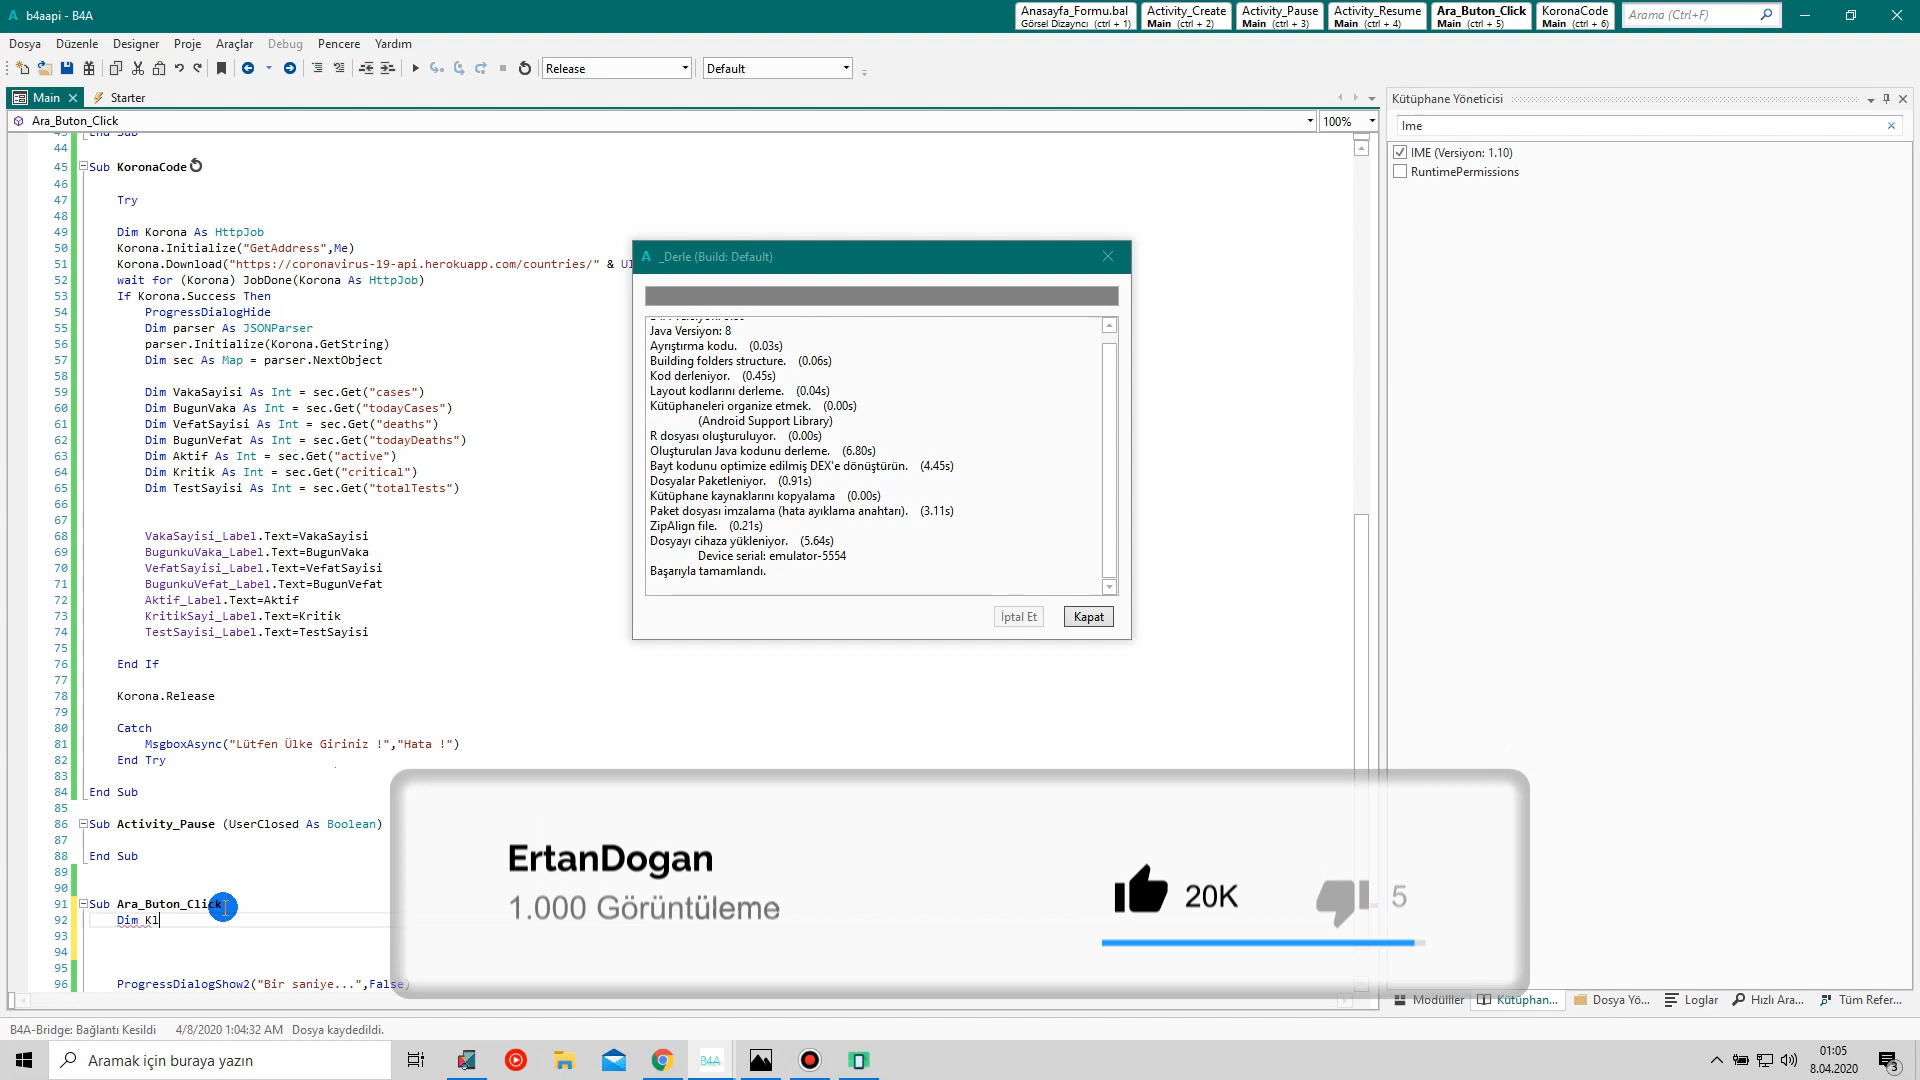 b4aapi - B4A
Anasayfa_Formu.bal
Görsel Dizayncı (ctrl + 1)
Activity_Create
Main (ctrl + 2)
Activity_Pause
Main (ctrl + 3)
Activity_Resume
Main (ctrl + 4)
Ara_Buton_Click
Main (ctrl + 5)
KoronaCode
Main (ctrl + 6)
Arama (Ctrl+F)
Dosya Düzenle Designer Proje Araçlar Debug Pencere Yardım
Release
Default
Main
Starter
Ara_Buton_Click
100%
44
45 Sub KoronaCode
46
47 Try
48
49 Dim Korona As HttpJob
50 Korona.Initialize("GetAddress",Me)
51 Korona.Download("https://coronavirus-19-api.herokuapp.com/countries/" &
52 wait for (Korona) JobDone(Korona As HttpJob)
53 If Korona.Success Then
54 ProgressDialogHide
55 Dim parser As JSONParser
56 parser.Initialize(Korona.GetString)
57 Dim sec As Map = parser.NextObject
58
59 Dim VakaSayisi As Int = sec.Get("cases")
60 Dim BugunVaka As Int = sec.Get("todayCases")
61 Dim VefatSayisi As Int = sec.Get("deaths")
62 Dim BugunVefat As Int = sec.Get("todayDeaths")
63 Dim Aktif As Int = sec.Get("active")
64 Dim Kritik As Int = sec.Get("critical")
65 Dim TestSayisi As Int = sec.Get("totalTests")
66
67
68 VakaSayisi_Label.Text=VakaSayisi
69 BugunkuVaka_Label.Text=BugunVaka
70 VefatSayisi_Label.Text=VefatSayisi
71 BugunkuVefat_Label.Text=BugunVefat
72 Aktif_Label.Text=Aktif
73 KritikSayi_Label.Text=Kritik
74 TestSayisi_Label.Text=TestSayisi
75
76 End If
77
78 Korona.Release
79
80 Catch
81 MsgboxAsync("Lütfen Ülke Giriniz !","Hata !")
82 End Try
83
84 End Sub
85
86 Sub Activity_Pause (UserClosed As Boolean)
87
88 End Sub
89
90
91 Sub Ara_Buton_Click
92 Dim Kl
93
94
95
96 ProgressDialogShow2("Bir saniye...",False)
_Derle (Build: Default)
Java Versiyon: 8
Ayrıştırma kodu. (0.03s)
Building folders structure. (0.06s)
Kod derleniyor. (0.45s)
Layout kodlarını derleme. (0.04s)
Kütüphaneleri organize etmek. (0.00s)
(Android Support Library)
R dosyası oluşturuluyor. (0.00s)
Oluşturulan Java kodunu derleme. (6.80s)
Bayt kodunu optimize edilmiş DEX'e dönüştürün. (4.45s)
Dosyalar Paketleniyor. (0.91s)
Kütüphane kaynaklarını kopyalama (0.00s)
Paket dosyası imzalama (hata ayıklama anahtarı). (3.11s)
ZipAlign file. (0.21s)
Dosyayı cihaza yükleniyor. (5.64s)
Device serial: emulator-5554
Başarıyla tamamlandı.
İptal Et
Kapat
Kütüphane Yöneticisi
Ime
IME (Versiyon: 1.10)
RuntimePermissions
ErtanDogan
1.000 Görüntüleme
20K
5
Modüller Kütüphan... Dosya Yö... Loglar Hızlı Ara... Tüm Refer...
B4A-Bridge: Bağlantı Kesildi 4/8/2020 1:04:32 AM Dosya kaydedildi.
Aramak için buraya yazın
B4A
01:05
8.04.2020
3